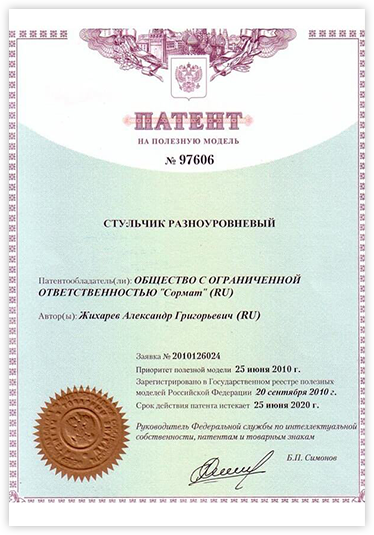 ПАТЕНТ
НА ПОЛЕЗНУЮ МОДЕЛЬ
№ 97606
СТУЛЬЧИК РАЗНОУРОВНЕВЫЙ
Патентообладатель(ли): ОБЩЕСТВО С ОГРАНИЧЕННОЙ
ОТВЕТСТВЕННОСТЬЮ "Сормат" (RU)
Автор(ы): Жихарев Александр Григорьевич (RU)
Заявка № 2010126024
Приоритет полезной модели 25 июня 2010 г.
Зарегистрировано в Государственном реестре полезных
моделей Российской Федерации 20 сентября 2010 г.
Срок действия патента истекает 25 июня 2020 г.
Руководитель Федеральной службы по интеллектуальной
собственности, патентам и товарным знакам
Б.П. Симонов